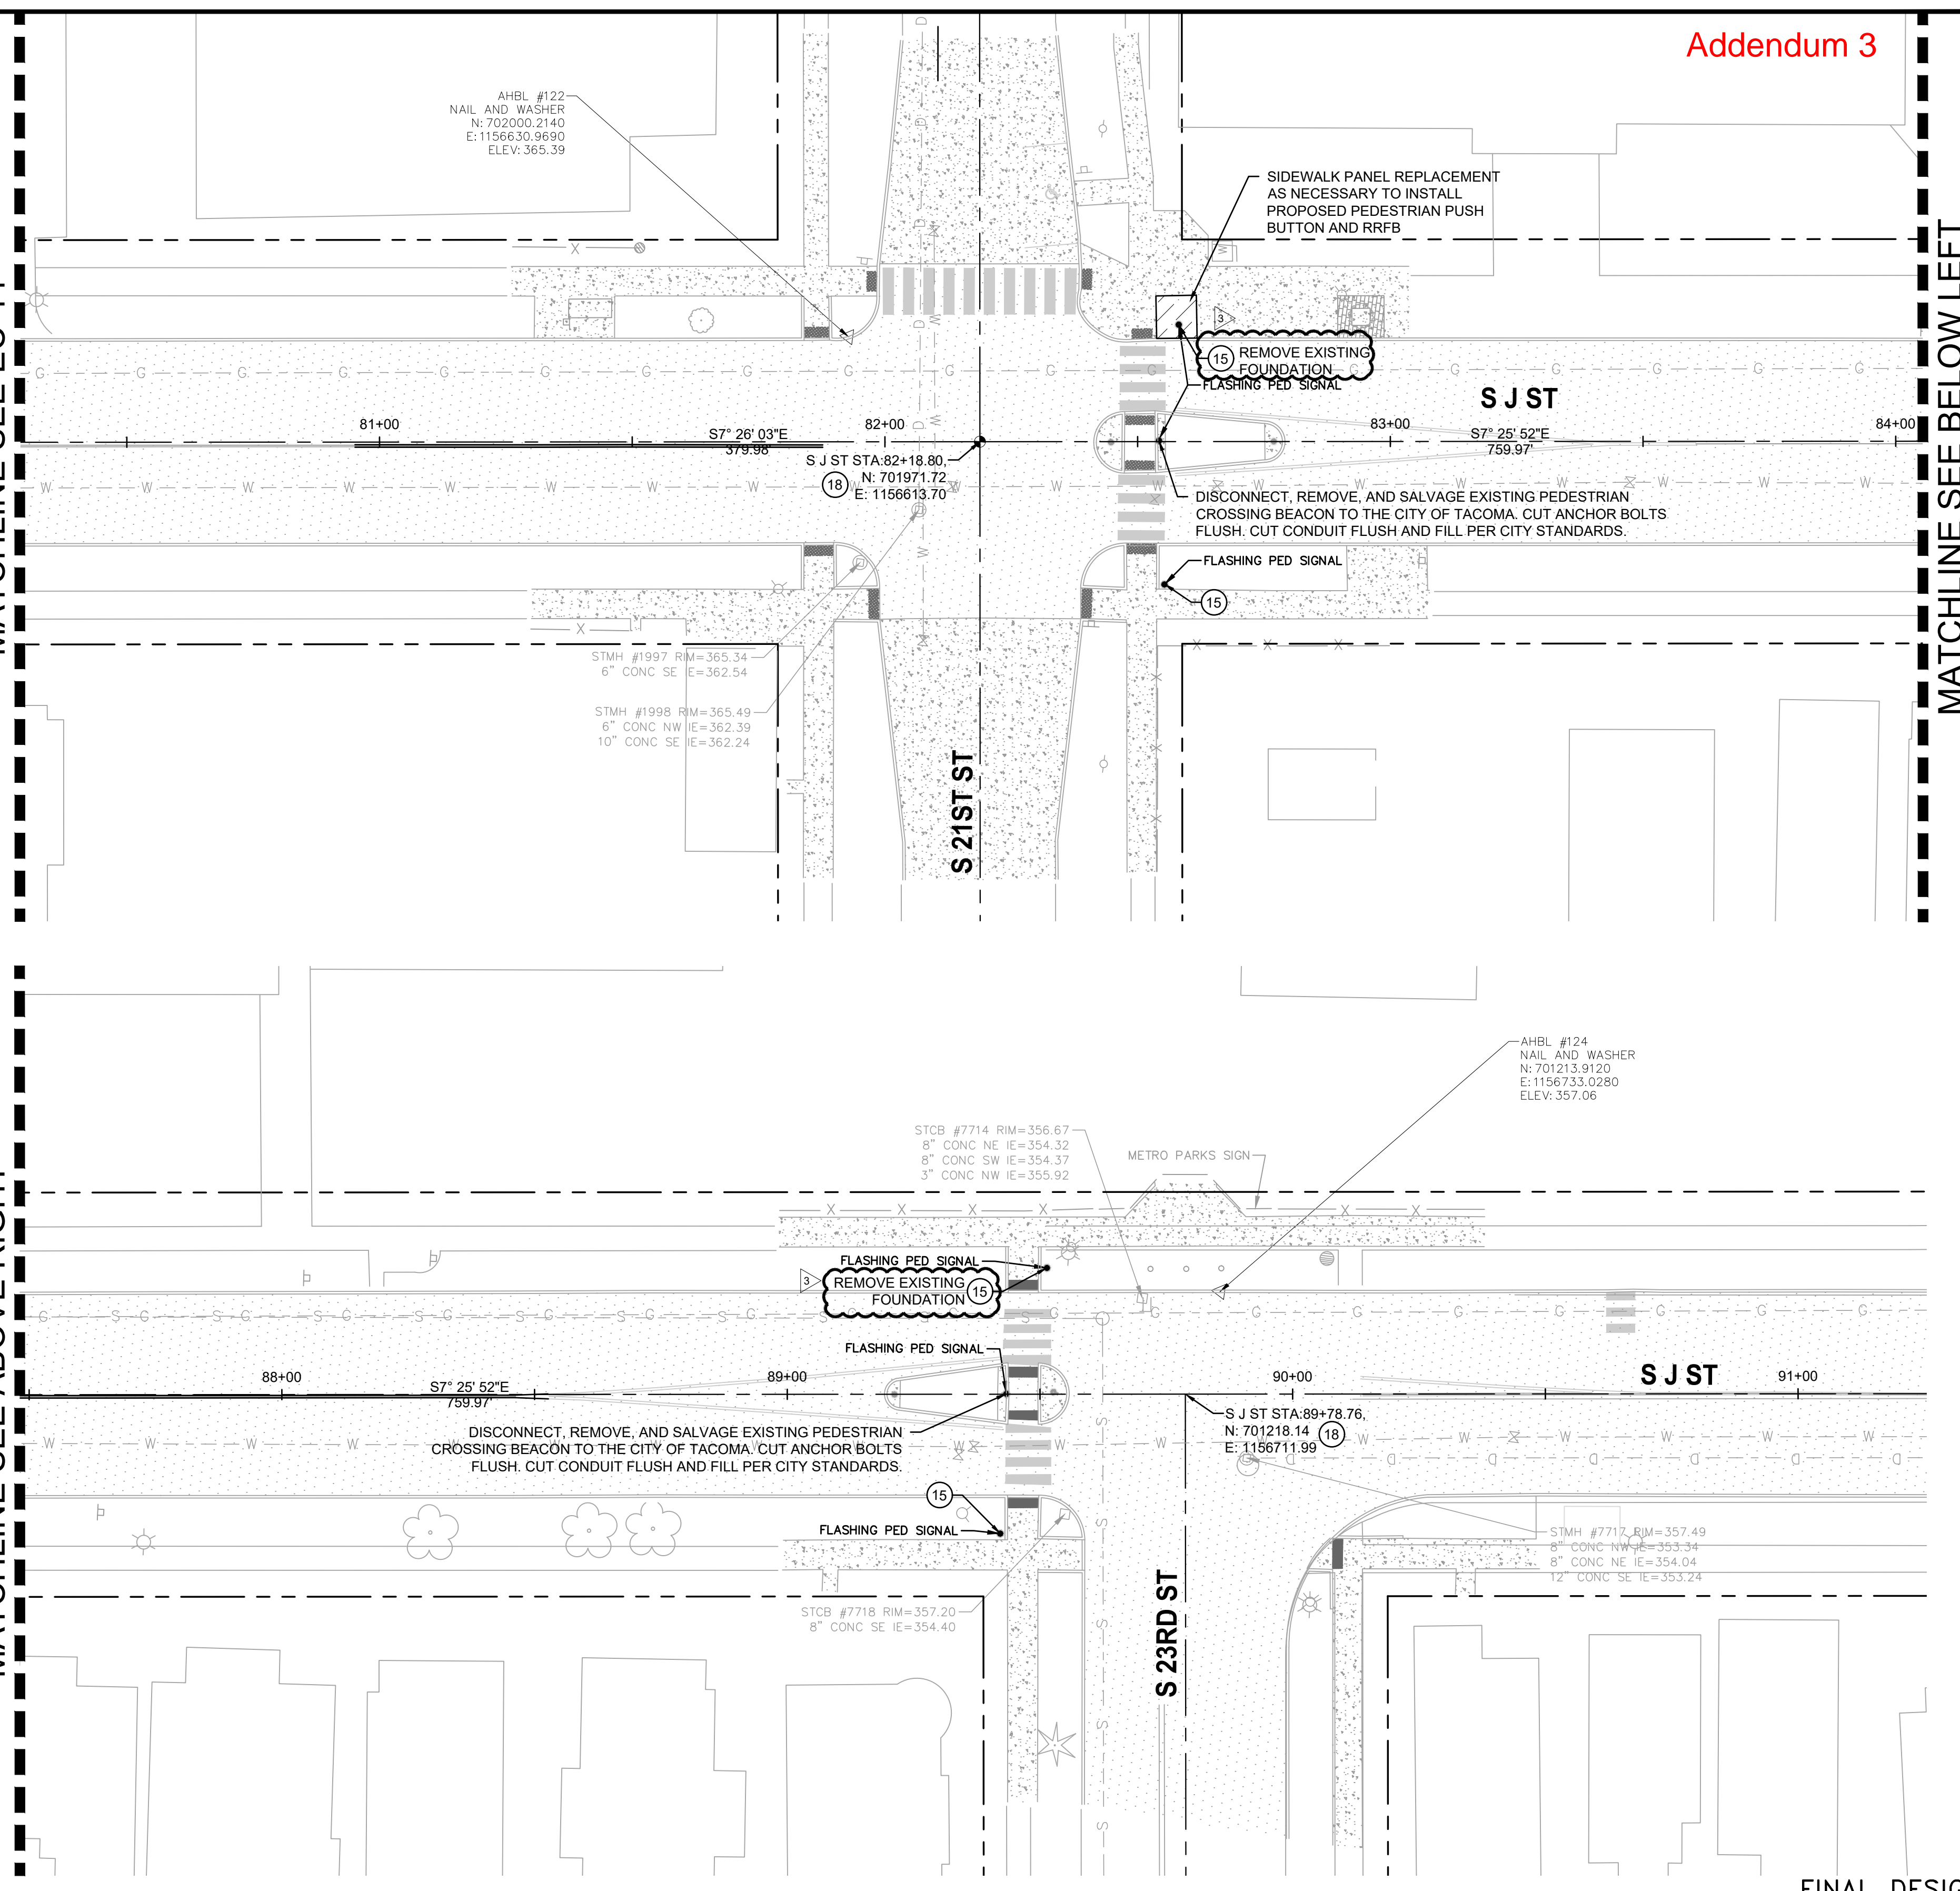 Addendum 3
AHBL #122
NAIL AND WASHER
N: 702000.2140
E: 1156630.9690
ELEV: 365.39
SIDEWALK PANEL REPLACEMENT
AS NECESSARY TO INSTALL
PROPOSED PEDESTRIAN PUSH
BUTTON AND RRFB
3
15 REMOVE EXISTING
FOUNDATION
FLASHING PED SIGNAL
S J ST
81+00
82+00
83+00
84+00
S7° 26' 03"E
379.98'
S7° 25' 52"E
759.97'
S J ST STA:82+18.80,
18 N: 701971.72
E: 1156613.70
DISCONNECT, REMOVE, AND SALVAGE EXISTING PEDESTRIAN
CROSSING BEACON TO THE CITY OF TACOMA. CUT ANCHOR BOLTS
FLUSH. CUT CONDUIT FLUSH AND FILL PER CITY STANDARDS.
FLASHING PED SIGNAL
15
STMH #1997 RIM=365.34
6" CONC SE IE=362.54
STMH #1998 RIM=365.49
6" CONC NW IE=362.39
10" CONC SE IE=362.24
S 21ST ST
MATCHLINE SEE BELOW LEFT
AHBL #124
NAIL AND WASHER
N: 701213.9120
E: 1156733.0280
ELEV: 357.06
STCB #7714 RIM=356.67
8" CONC NE IE=354.32
8" CONC SW IE=354.37
3" CONC NW IE=355.92
METRO PARKS SIGN
FLASHING PED SIGNAL
3
REMOVE EXISTING 15
FOUNDATION
FLASHING PED SIGNAL
88+00
89+00
90+00
91+00
S J ST
S7° 25' 52"E
759.97'
S J ST STA:89+78.76,
N: 701218.14 18
E: 1156711.99
DISCONNECT, REMOVE, AND SALVAGE EXISTING PEDESTRIAN
CROSSING BEACON TO THE CITY OF TACOMA. CUT ANCHOR BOLTS
FLUSH. CUT CONDUIT FLUSH AND FILL PER CITY STANDARDS.
15
FLASHING PED SIGNAL
STMH #7717 RIM=357.49
8" CONC NW IE=353.34
8" CONC NE IE=354.04
12" CONC SE IE=353.24
STCB #7718 RIM=357.20
8" CONC SE IE=354.40
S 23RD ST